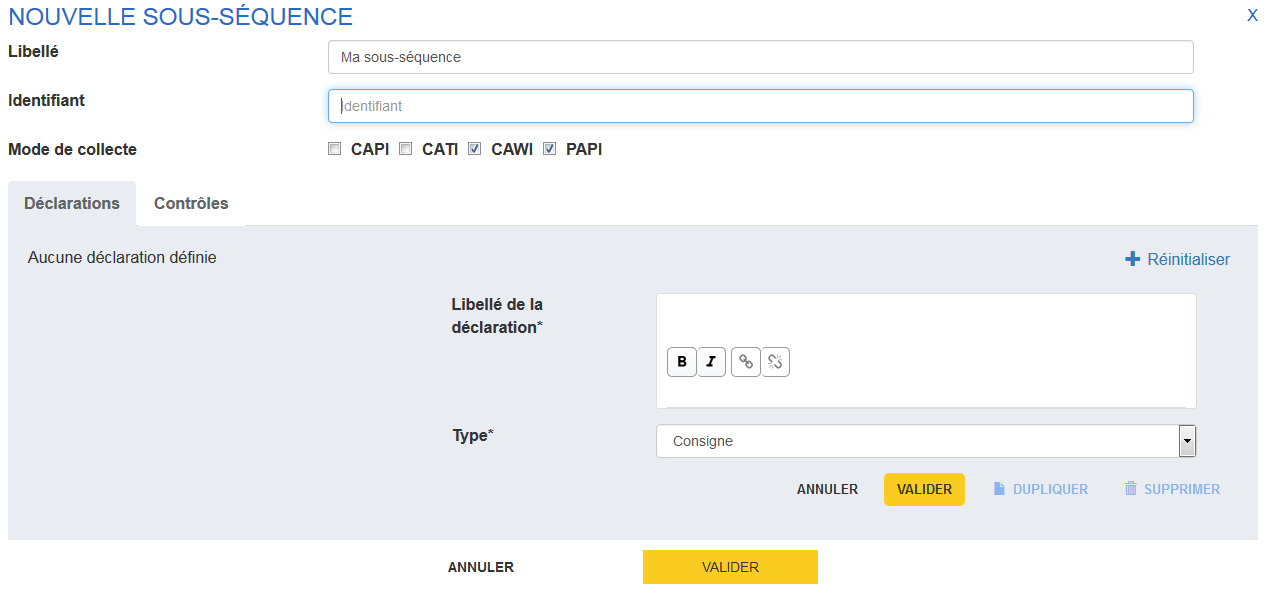 NOUVELLE SOUS-SÉQUENCE X
Libellé Ma sous-séquence
Identifiant Identifiant
Mode de collecte CAPI CATI CAWI PAPI
Déclarations Contrôles
Aucune déclaration définie Réinitialiser
Libellé de la
déclaration*
B I
Type* Consigne
ANNULER VALIDER DUPLIQUER SUPPRIMER
ANNULER VALIDER